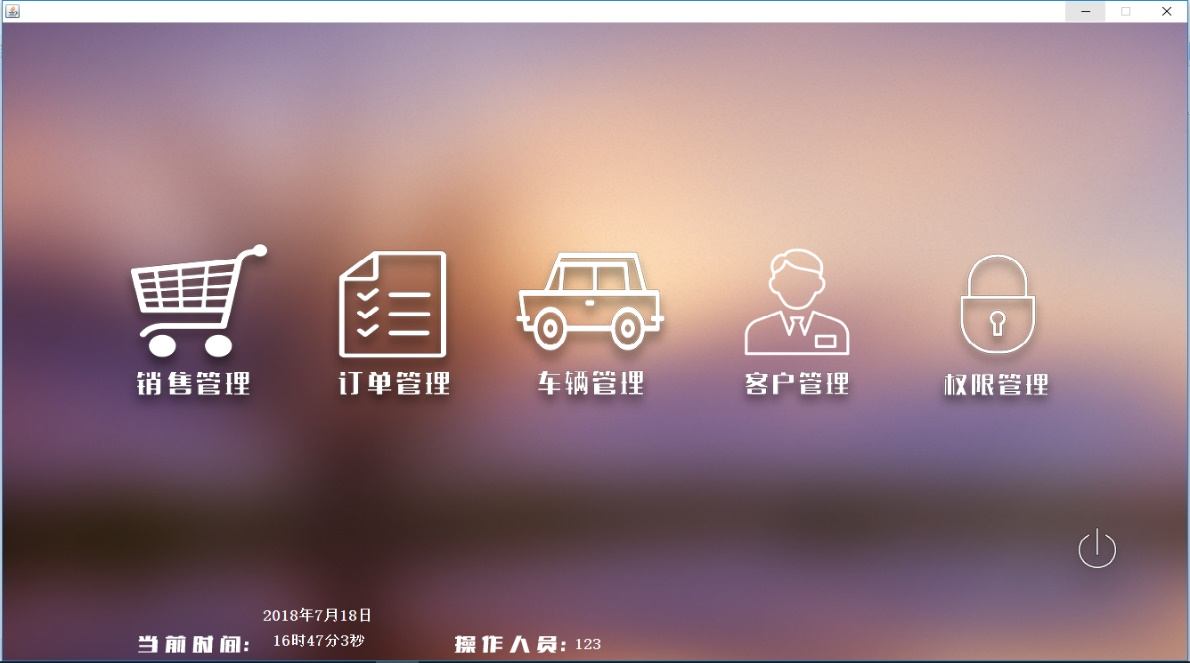 销售管理
订单管理
车辆管理
客户管理
权限管理
2018年7月18日
当前时间: 16时47分3秒
操作人员: 123